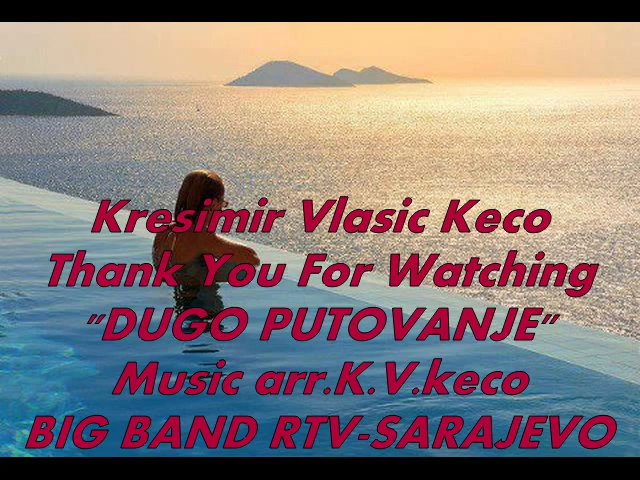 Kresimir Vlasic Keco
Thank You For Watching
"DUGO PUTOVANJE"
Music arr.K.V.keco
BIG BAND RTV-SARAJEVO